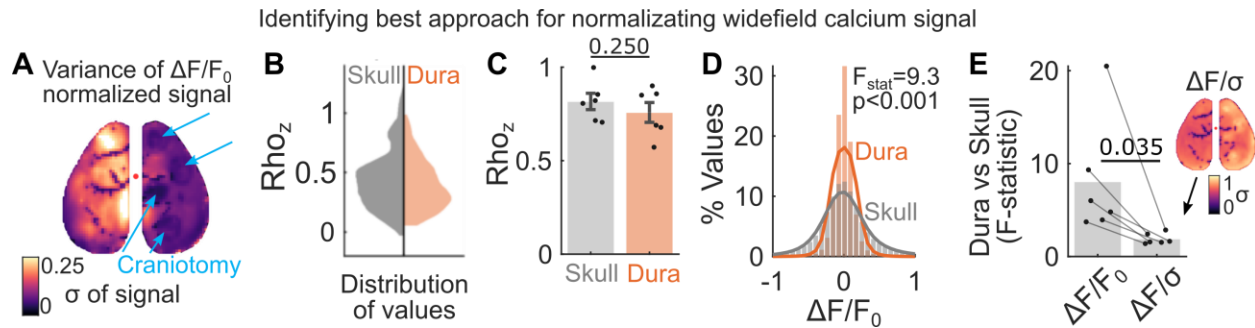 Identifying best approach for normalizating widefield calcium signal
A
Variance of ΔF/F0
normalized signal
Craniotomy
0.25
0
σ of signal
B
Skull
Dura
Rhoz
1
0.5
0
Distribution
of values
C
0.250
Rhoz
1
0.5
0
Skull
Dura
D
% Values
30
20
10
0
Fstat=9.3
p<0.001
Dura
Skull
-1
0
1
ΔF/F0
E
Dura vs Skull
(F-statistic)
20
10
0
0.035
ΔF/F0
ΔF/σ
ΔF/σ
1
0
σ